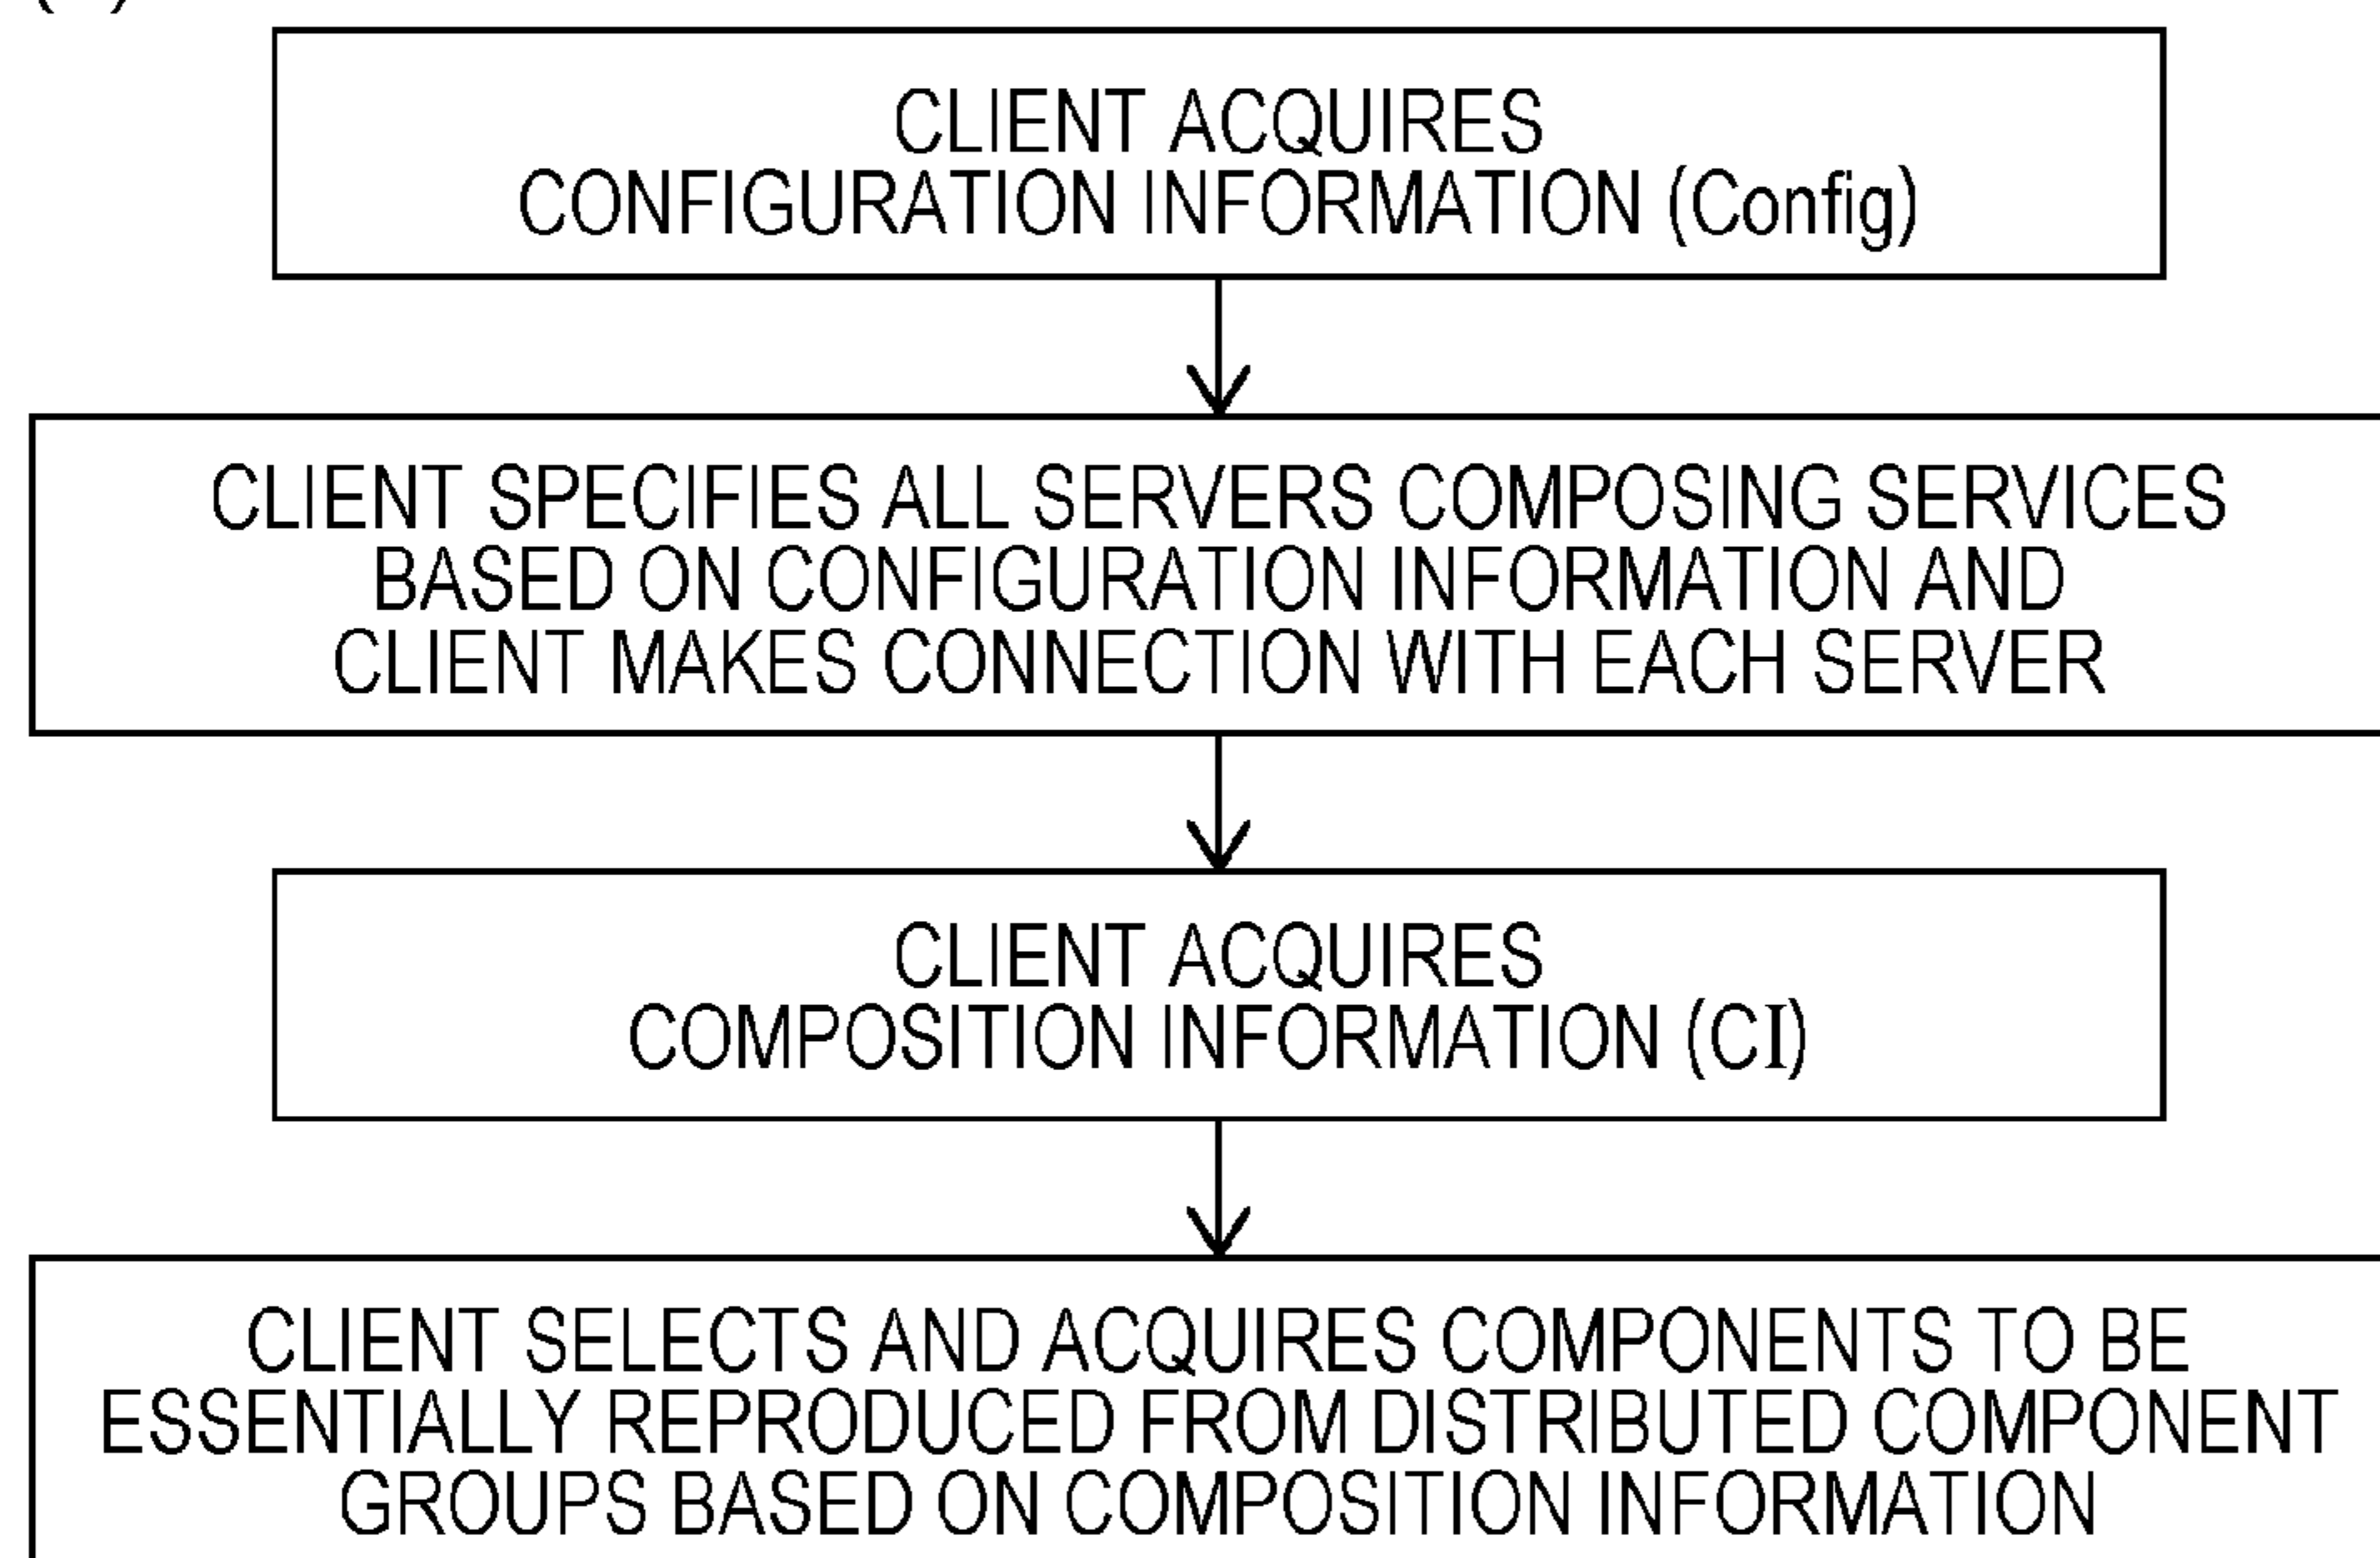 CLIENT ACQUIRES
CONFIGURATION INFORMATION (Config)
CLIENT SPECIFIES ALL SERVERS COMPOSING SERVICES
BASED ON CONFIGURATION INFORMATION AND
CLIENT MAKES CONNECTION WITH EACH SERVER
CLIENT ACQUIRES
COMPOSITION INFORMATION (CI)
CLIENT SELECTS AND ACQUIRES COMPONENTS TO BE
ESSENTIALLY REPRODUCED FROM DISTRIBUTED COMPONENT
GROUPS BASED ON COMPOSITION INFORMATION